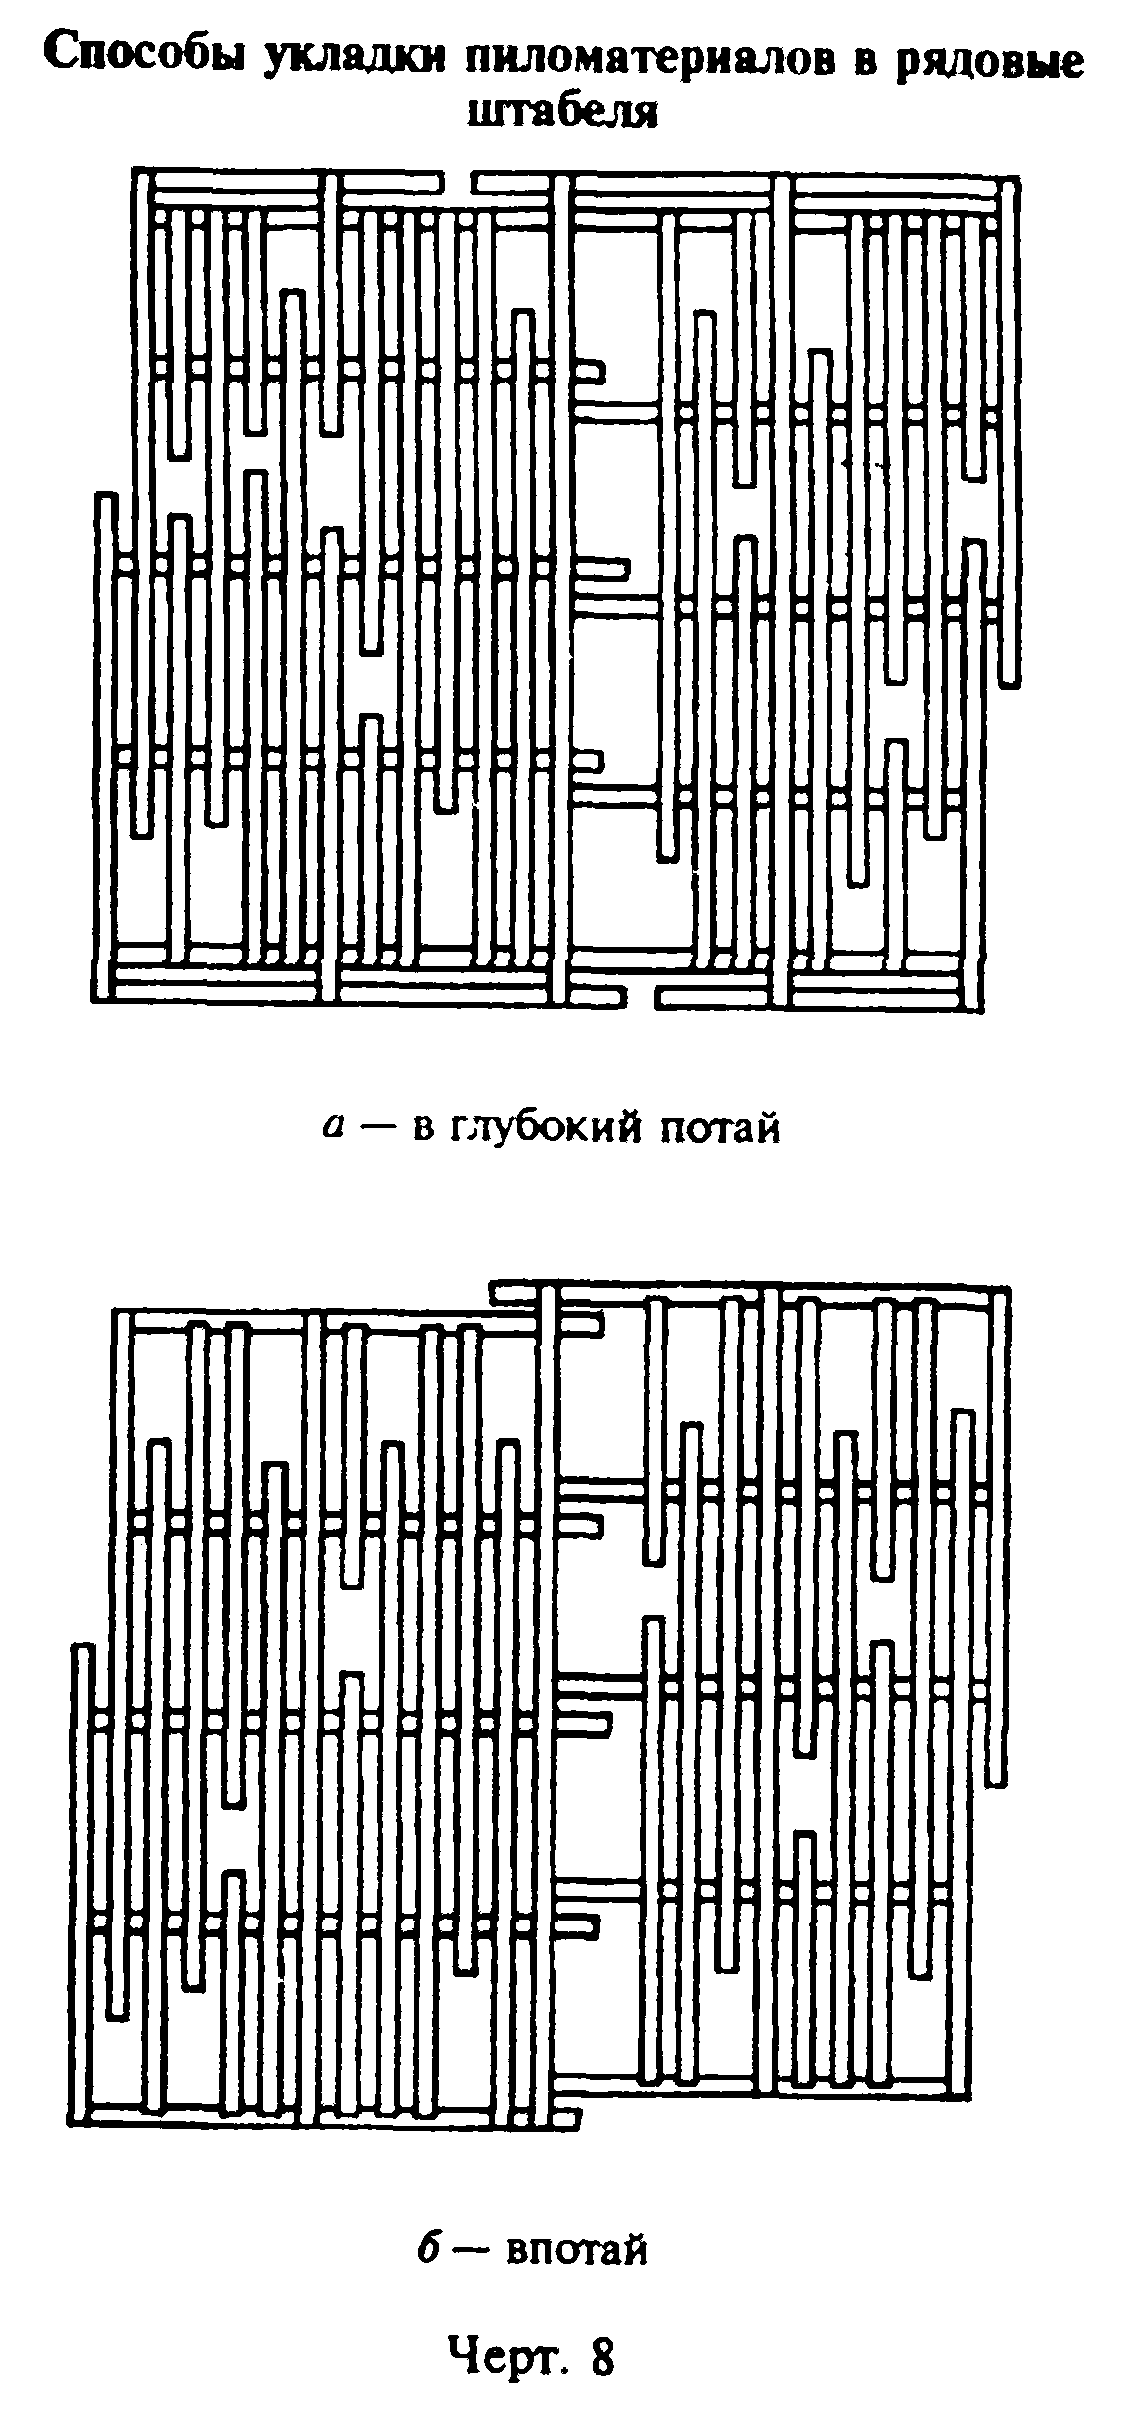 Способы укладки пиломатериалов в рядовые
штабеля
а — в глубокий потай
б — впотай
Черт. 8